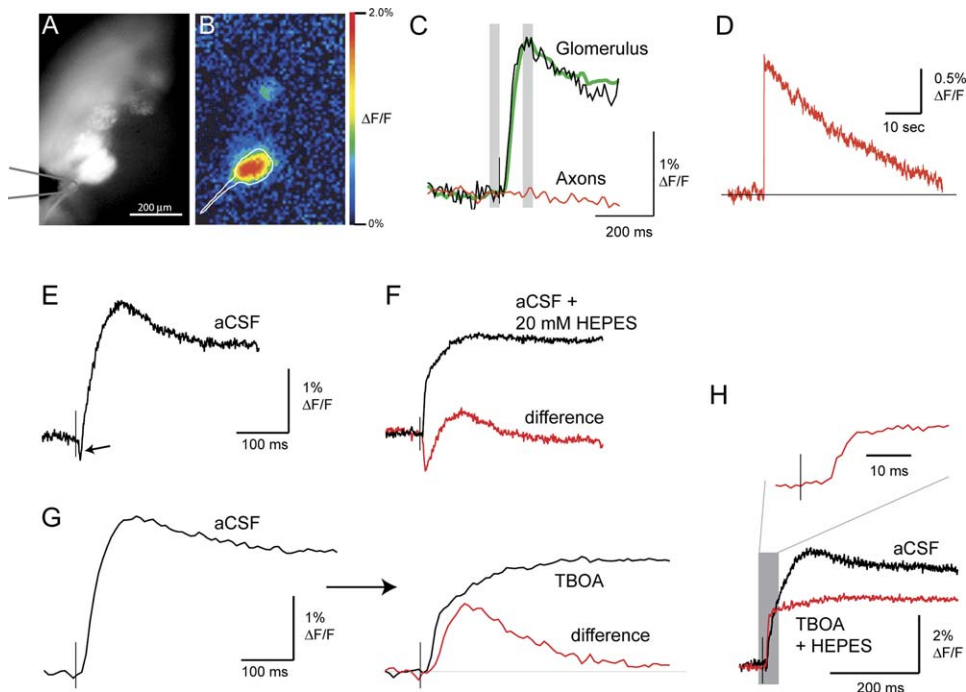 A
200 µm
B
2.0%
ΔF/F
0%
C
Glomerulus
Axons
1%
ΔF/F
200 ms
D
0.5%
ΔF/F
10 sec
E
aCSF
1%
ΔF/F
100 ms
F
aCSF +
20 mM HEPES
difference
G
aCSF
1%
ΔF/F
100 ms
TBOA
difference
H
10 ms
aCSF
TBOA
+ HEPES
2%
ΔF/F
200 ms